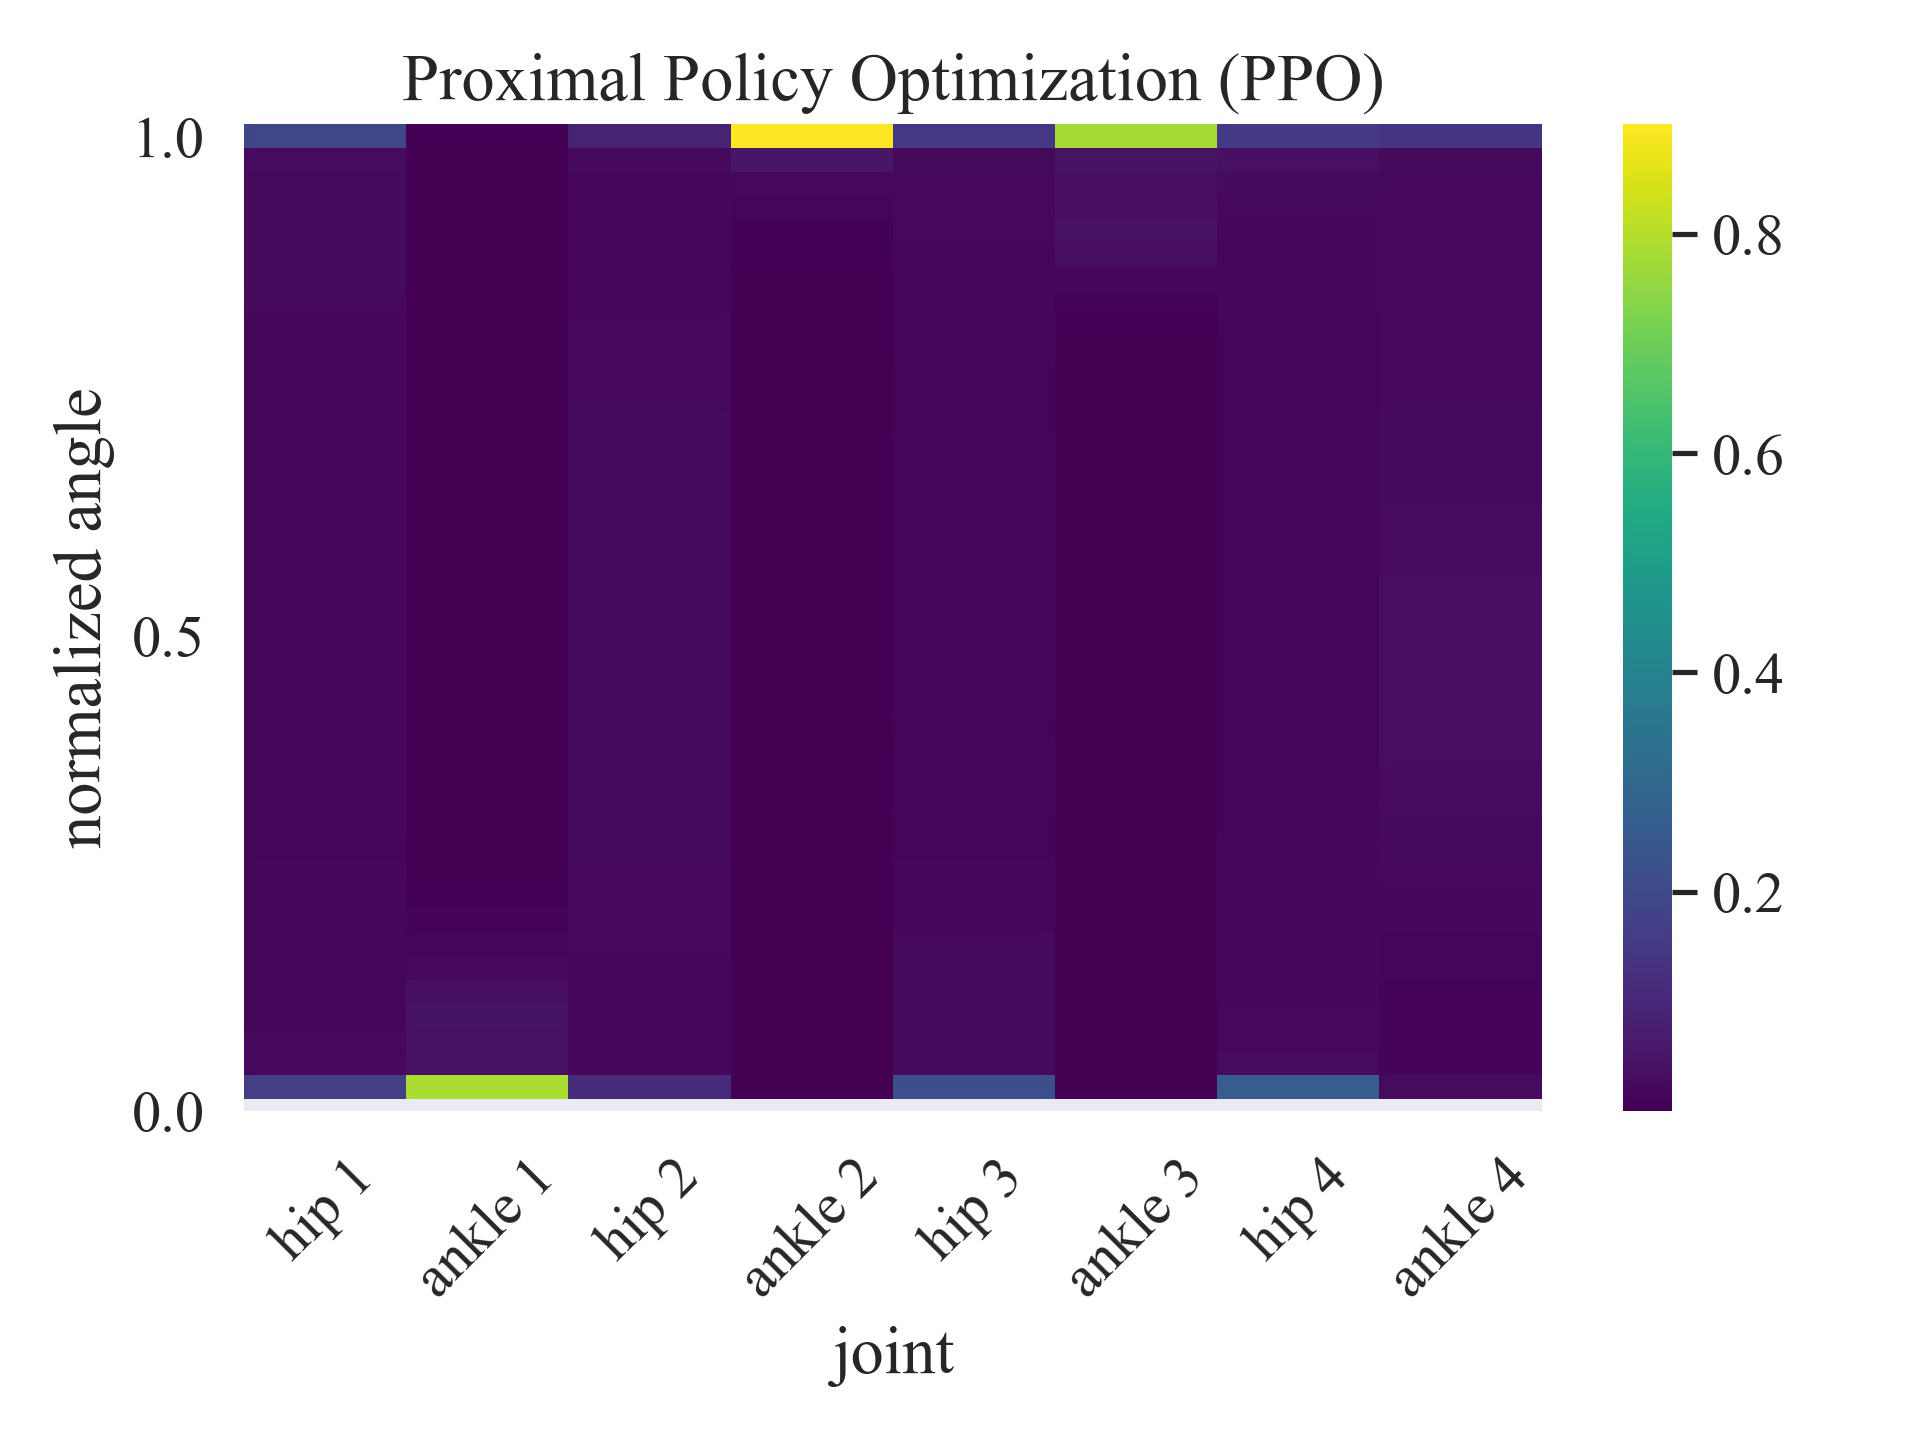 Proximal Policy Optimization (PPO)
normalized angle
1.0
0.5
0.0
0.8
0.6
0.4
0.2
hip 1
ankle 1
hip 2
ankle 2
hip 3
ankle 3
hip 4
ankle 4
joint